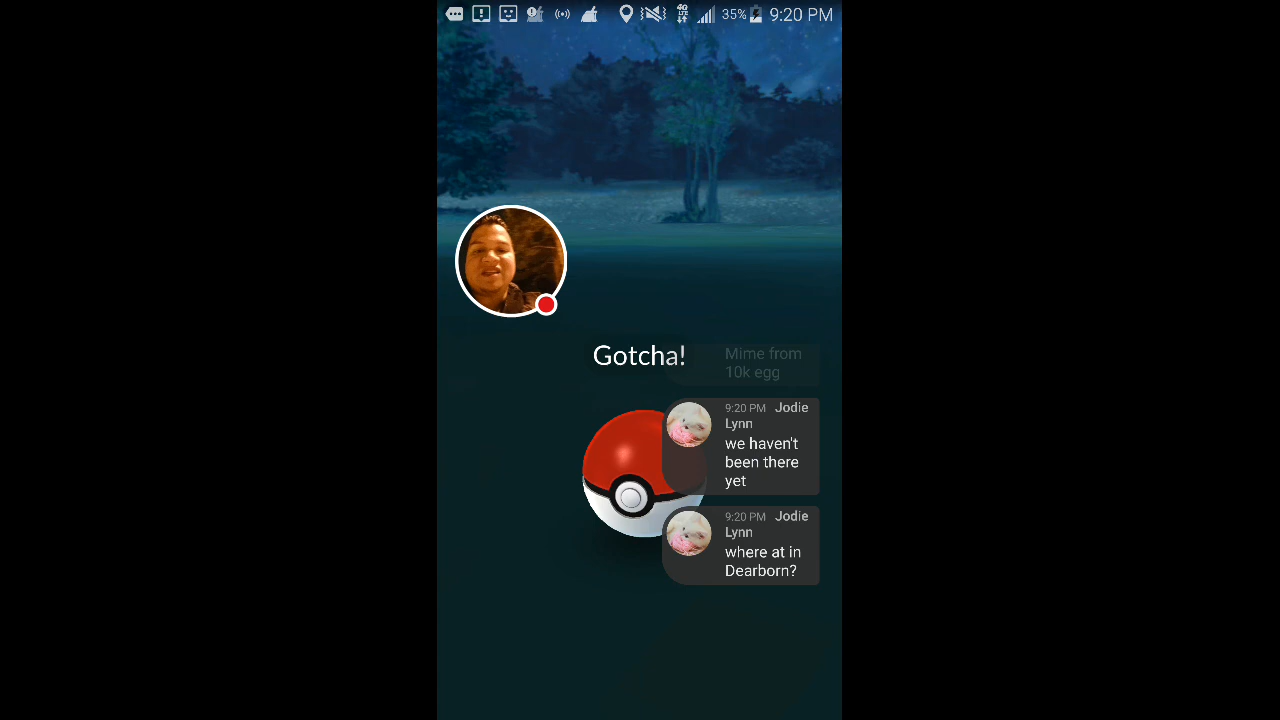 35% 9:20 PM
Gotcha!
Mime from
10k egg
9:20 PM Jodie
Lynn
we haven't
been there
yet
9:20 PM Jodie
Lynn
where at in
Dearborn?